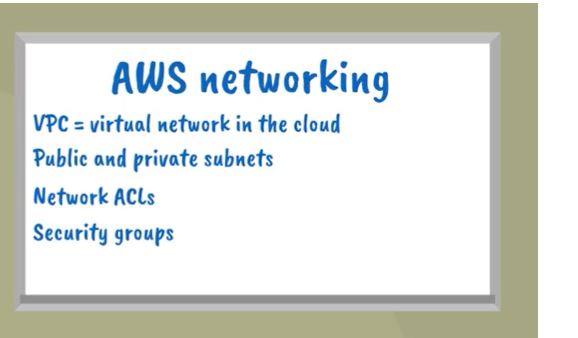 AWS networking
VPC = virtual network in the cloud
Public and private subnets
Network ACLs
Security groups